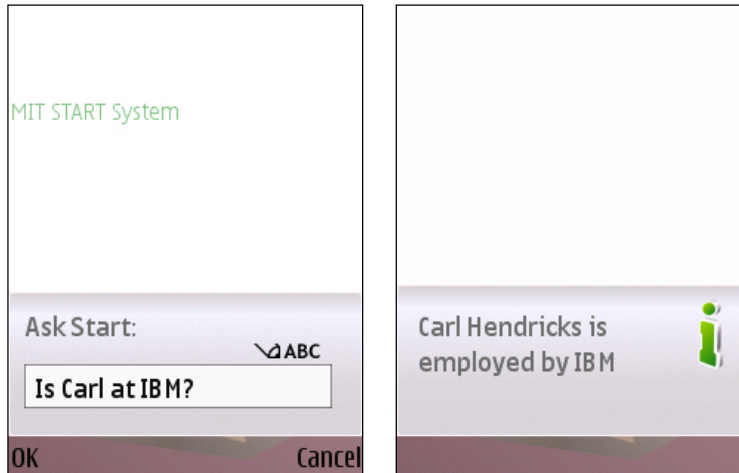 MIT START System
Ask Start:
ABC
Is Carl at IBM?
OK Cancel
Carl Hendricks is
employed by IBM